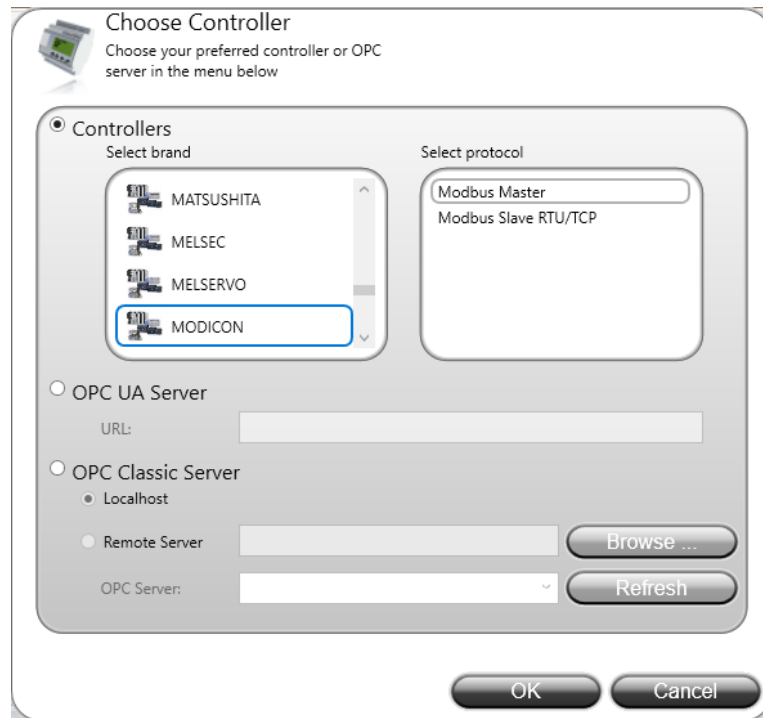 Choose Controller
Choose your preferred controller or OPC
server in the menu below
Controllers
Select brand
MATSUSHITA
MELSEC
MELSERVO
MODICON
Select protocol
Modbus Master
Modbus Slave RTU/TCP
OPC UA Server
URL:
OPC Classic Server
Localhost
Remote Server
Browse ...
OPC Server:
Refresh
OK
Cancel